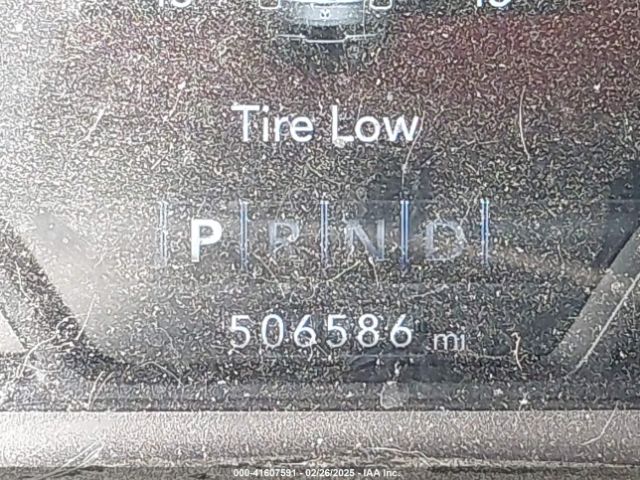 Tire Low
P R N D
506586 mi
000-41607591 - 02/26/2025 - IAA Inc.